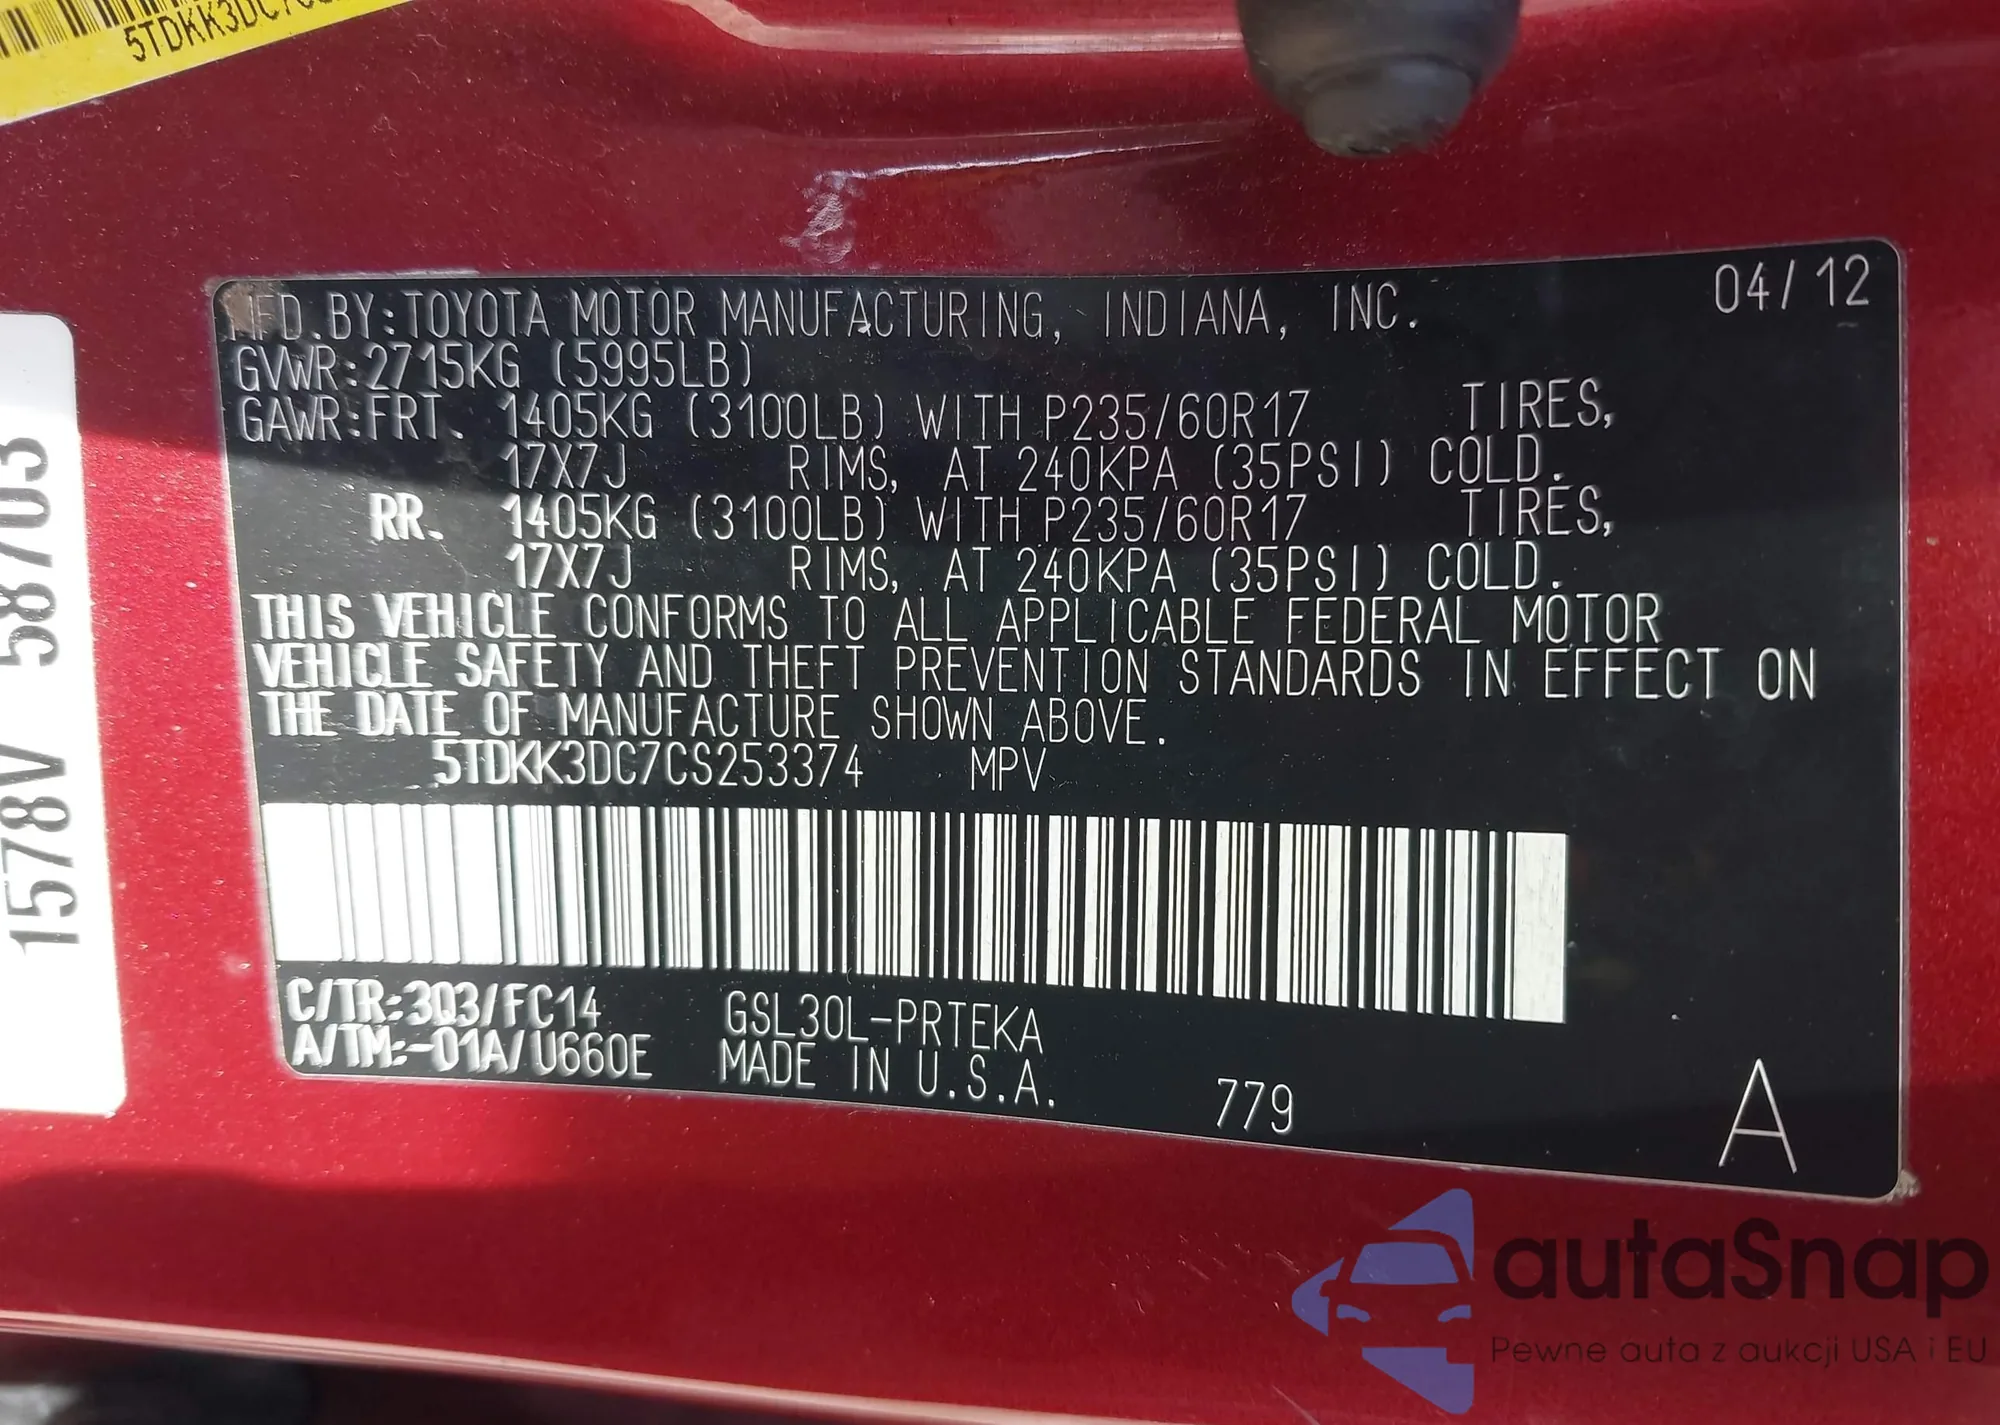 5TDKK3DC7C
1578V 58703
04/12
MFD.BY:TOYOTA MOTOR MANUFACTURING, INDIANA, INC.
GVWR:2715KG (5995LB)
GAWR:FRT. 1405KG (3100LB) WITH P235/60R17 TIRES,
17X7J RIMS, AT 240KPA (35PSI) COLD.
RR. 1405KG (3100LB) WITH P235/60R17 TIRES,
17X7J RIMS, AT 240KPA (35PSI) COLD.
THIS VEHICLE CONFORMS TO ALL APPLICABLE FEDERAL MOTOR
VEHICLE SAFETY AND THEFT PREVENTION STANDARDS IN EFFECT ON
THE DATE OF MANUFACTURE SHOWN ABOVE.
5TDKK3DC7CS253374 MPV
C/TR:3Q3/FC14 GSL30L-PRTEKA
A/TM:-01A/U660E MADE IN U.S.A.
779
A
autaSnap
Pewne auta z aukcji USA i EU